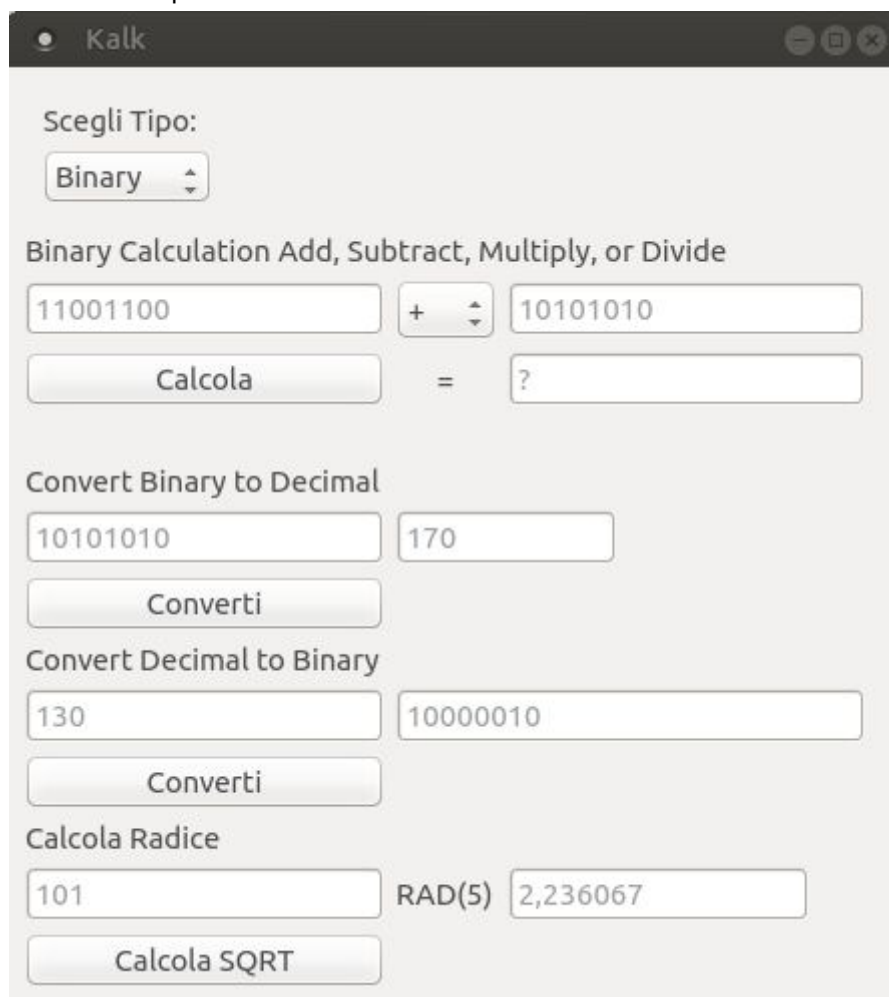 Kalk
Scegli Tipo:
Binary
Binary Calculation Add, Subtract, Multiply, or Divide
11001100 + 10101010
Calcola = ?
Convert Binary to Decimal
10101010 170
Converti
Convert Decimal to Binary
130 10000010
Converti
Calcola Radice
101 RAD(5) 2,236067
Calcola SQRT